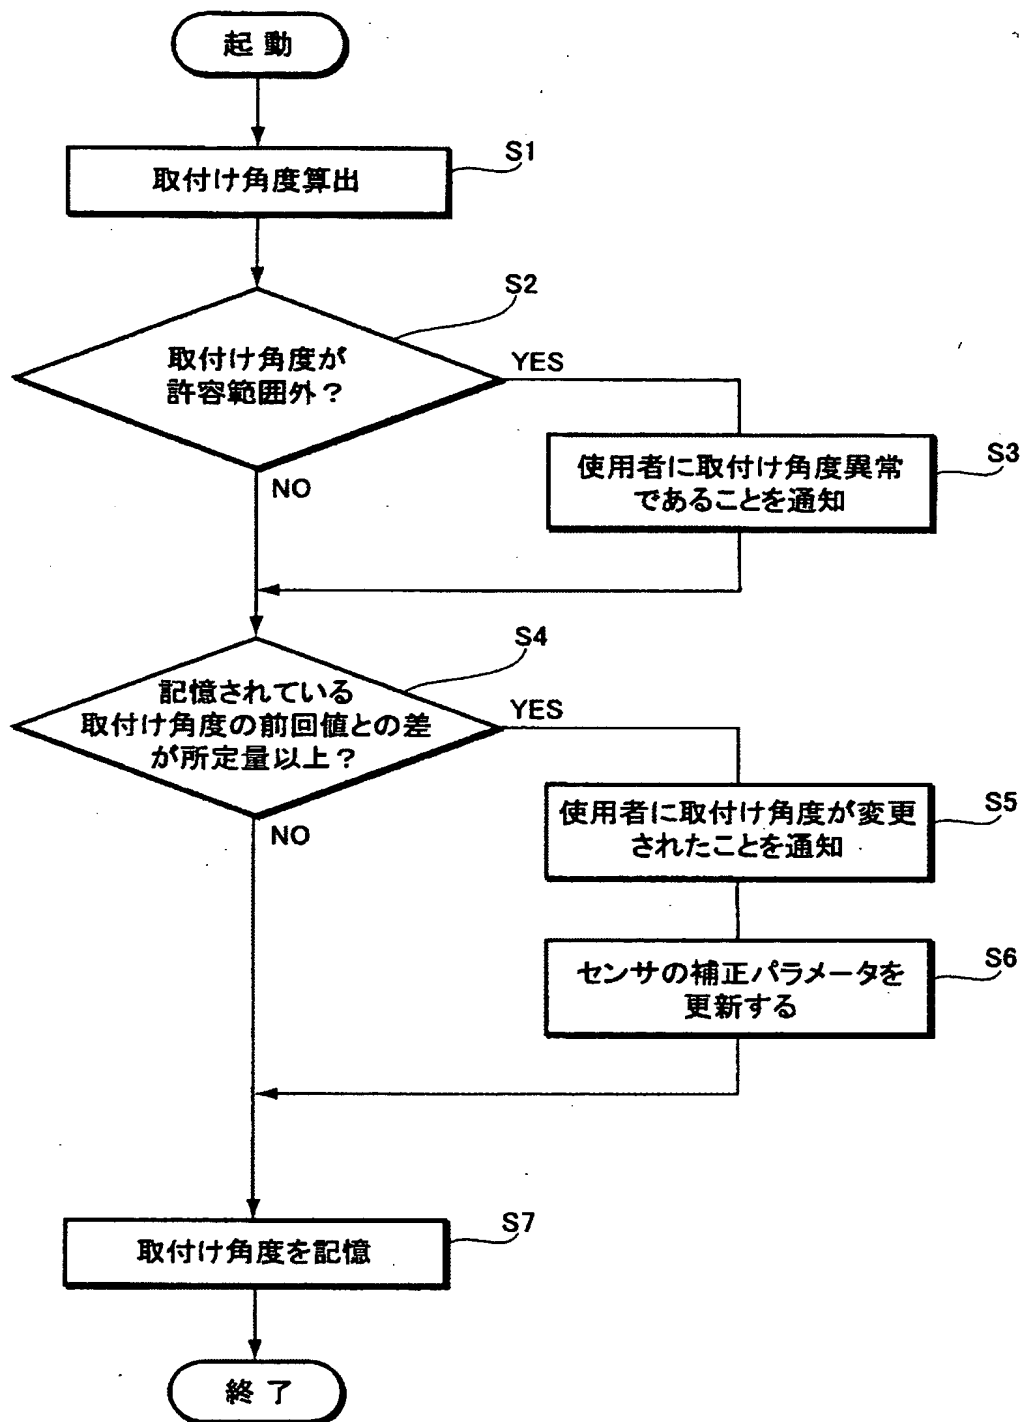 起動
S1
取付け角度算出
S2
取付け角度が
許容範囲外？
YES
NO
S3
使用者に取付け角度異常
であることを通知
S4
記憶されている
取付け角度の前回値との差
が所定量以上？
YES
NO
S5
使用者に取付け角度が変更
されたことを通知
S6
センサの補正パラメータを
更新する
S7
取付け角度を記憶
終了